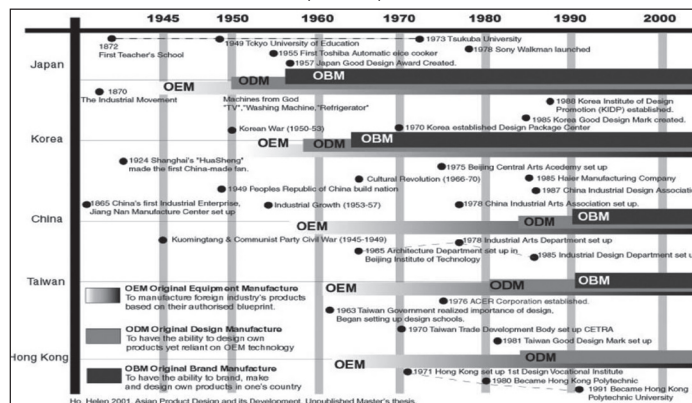 1945 1950 1960 1970 1980 1990 2000
1872
First Teacher's School
1949 Tokyo University of Education
1973 Tsukuba University
1955 First Toshiba Automatic eice cooker
1978 Sony Walkman launched
Japan
1957 Japan Good Design Award Created.
OEM ODM OBM
1870
The Industrial Movement
Machines from God
"TV","Washing Machine,"Refrigerator"
1988 Korea Institute of Design
Promotion (KIDP) established.
1985 Korea Good Design Mark created.
Korean War (1950-53)
1970 Korea established Design Package Center
Korea
OEM ODM OBM
1924 Shanghai's "HuaSheng"
made the first China-made fan.
1975 Beijing Central Arts Acedemy set up
Cultural Revolution (1966-70)
1985 Haier Manufacturing Company
1949 Peoples Republic of China build nation
1987 China Industrial Design Associat
1865 China's first Industrial Enterprise,
Jiang Nan Manufacture Center set up
Industrial Growth (1953-57)
1978 China Industrial Arts Association set up.
China
OEM ODM OBM
Kuomingtang & Communist Party Civil War (1945-1949)
1978 Industrial Arts Department set up
1965 Architecture Department set up in
Beijing Institute of Technology
1985 Industrial Design Department set u
Taiwan
OEM ODM OBM
OEM Original Equipment Manufacture
To manufacture foreign industry's products
based on their authorised blueprint.
1976 ACER Corporation established.
1963 Taiwan Government realized importance of design,
Began setting up design schools.
ODM Original Design Manufacture
To have the ability to design own
products yet reliant on OEM technology
1970 Taiwan Trade Development Body set up CETRA
1981 Taiwan Good Design Mark set up
Hong Kong
OEM ODM
OBM Original Brand Manufacture
To have the ability to brand, make
and design own products in one's country
1971 Hong Kong set up 1st Design Vocational Institute
1980 Became Hong Kong Polytechnic
1991 Became Hong Kong
Polytechnic University
Ho, Helen 2001, Asian Product Design and its Development, Unpublished Master's thesis.